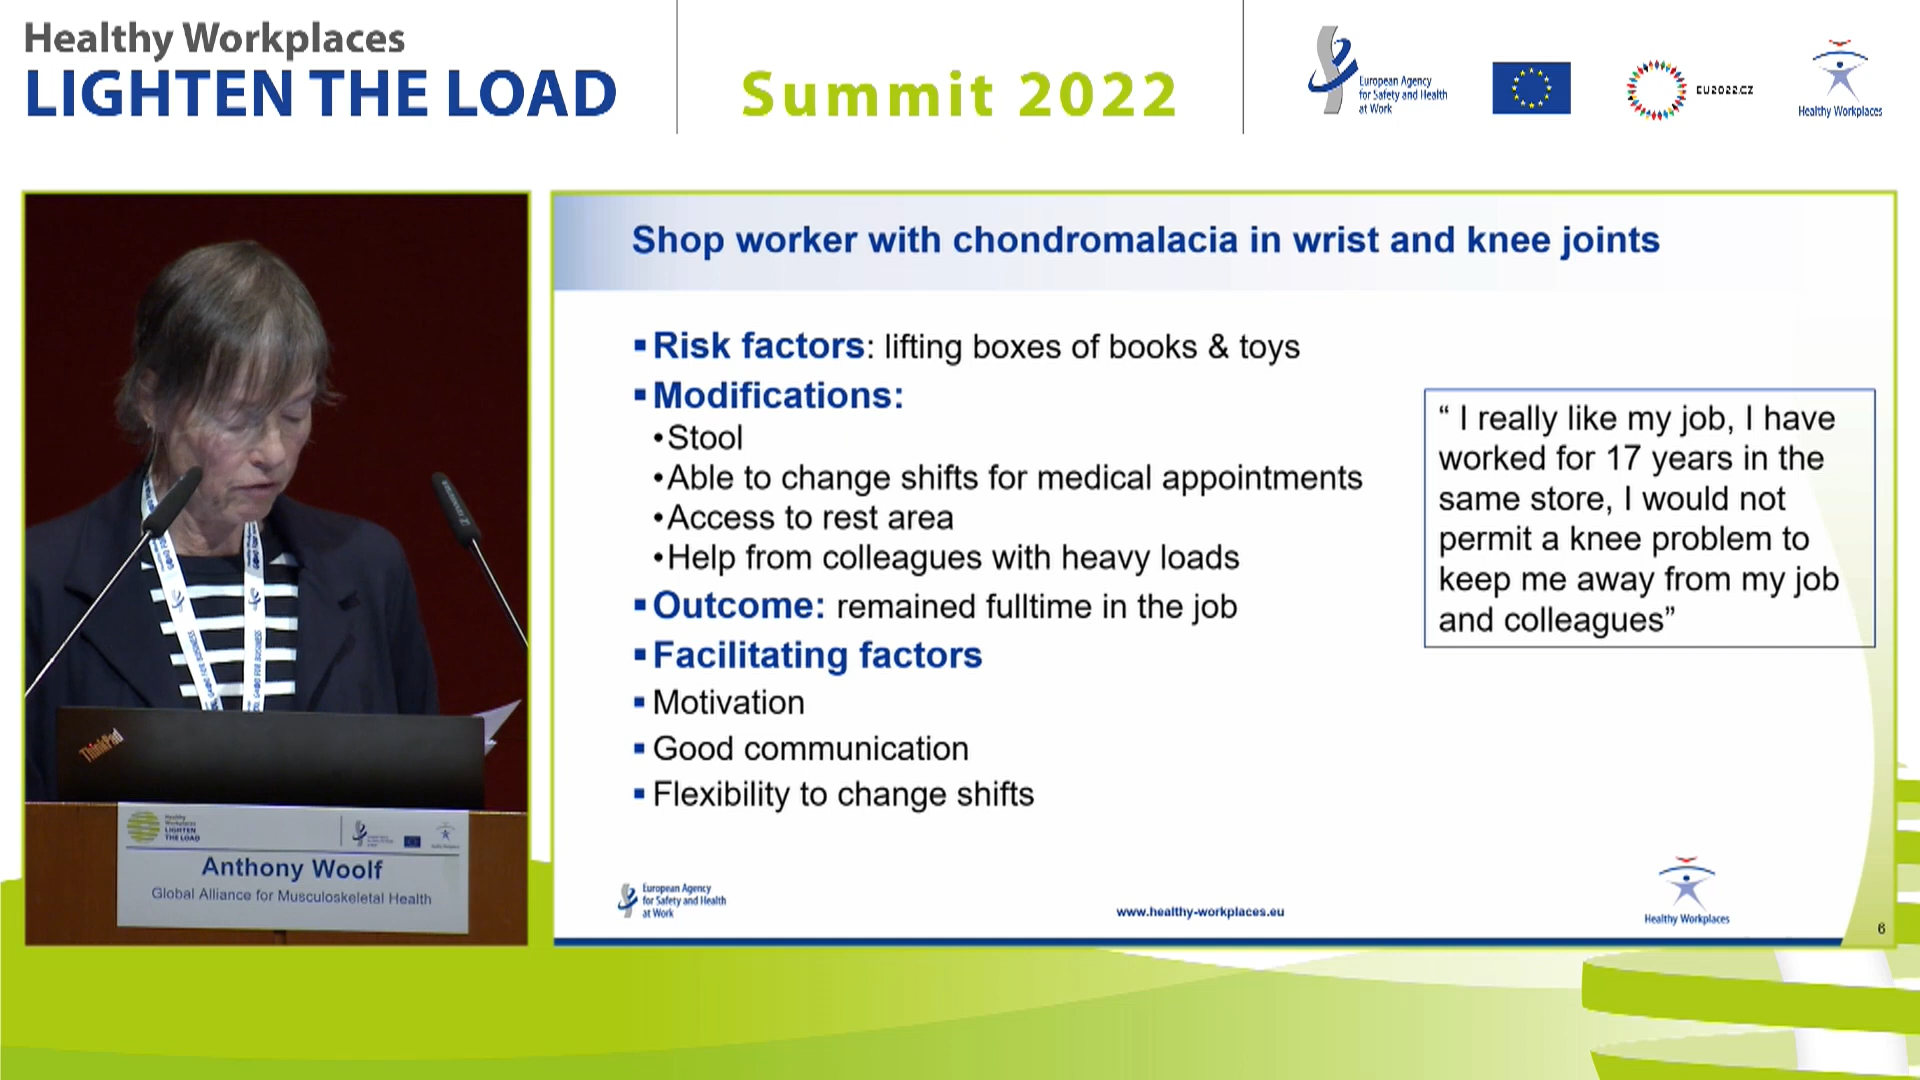 Healthy Workplaces
LIGHTEN THE LOAD
Summit 2022
European Agency
for Safety and Health
at Work
EU2022.CZ
Healthy Workplaces
Shop worker with chondromalacia in wrist and knee joints
Risk factors: lifting boxes of books & toys
Modifications:
•Stool
•Able to change shifts for medical appointments
•Access to rest area
•Help from colleagues with heavy loads
Outcome: remained fulltime in the job
Facilitating factors
Motivation
Good communication
Flexibility to change shifts
“ I really like my job, I have
worked for 17 years in the
same store, I would not
permit a knee problem to
keep me away from my job
and colleagues”
European Agency
for Safety and Health
at Work
www.healthy-workplaces.eu
Healthy Workplaces
6
ThinkPad
Healthy
Workplaces
LIGHTEN
THE LOAD
Anthony Woolf
Global Alliance for Musculoskeletal Health